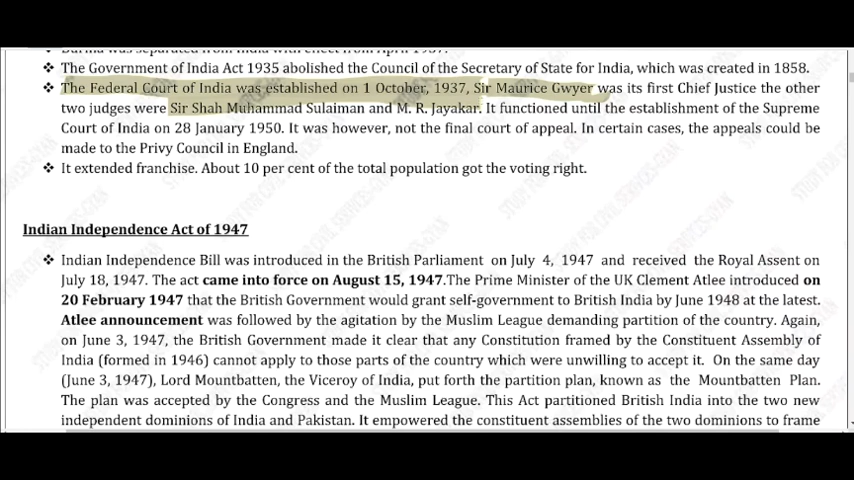 Burma was separated from India with effect from April 1937.
❖ The Government of India Act 1935 abolished the Council of the Secretary of State for India, which was created in 1858.
❖ The Federal Court of India was established on 1 October, 1937, Sir Maurice Gwyer was its first Chief Justice the other
two judges were Sir Shah Muhammad Sulaiman and M. R. Jayakar. It functioned until the establishment of the Supreme
Court of India on 28 January 1950. It was however, not the final court of appeal. In certain cases, the appeals could be
made to the Privy Council in England.
❖ It extended franchise. About 10 per cent of the total population got the voting right.
Indian Independence Act of 1947
❖ Indian Independence Bill was introduced in the British Parliament on July 4, 1947 and received the Royal Assent on
July 18, 1947. The act came into force on August 15, 1947.The Prime Minister of the UK Clement Atlee introduced on
20 February 1947 that the British Government would grant self-government to British India by June 1948 at the latest.
Atlee announcement was followed by the agitation by the Muslim League demanding partition of the country. Again,
on June 3, 1947, the British Government made it clear that any Constitution framed by the Constituent Assembly of
India (formed in 1946) cannot apply to those parts of the country which were unwilling to accept it. On the same day
(June 3, 1947), Lord Mountbatten, the Viceroy of India, put forth the partition plan, known as the Mountbatten Plan.
The plan was accepted by the Congress and the Muslim League. This Act partitioned British India into the two new
independent dominions of India and Pakistan. It empowered the constituent assemblies of the two dominions to frame